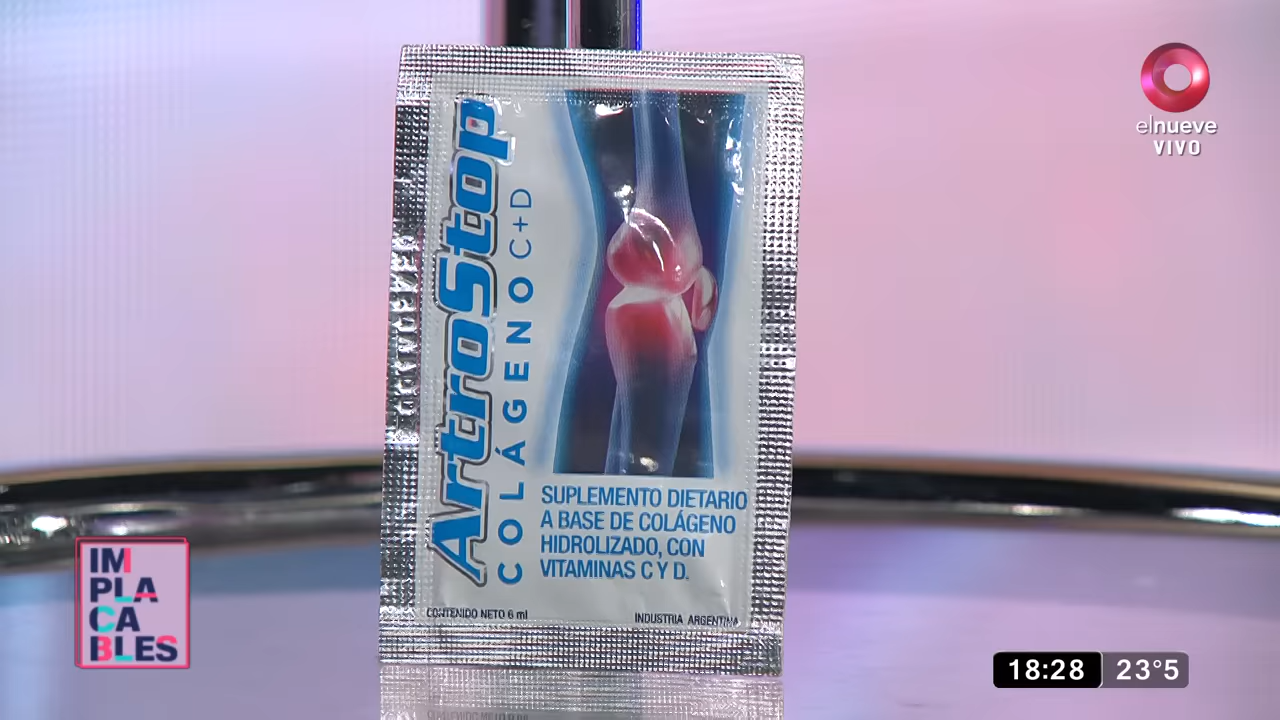 ArtroStop
COLÁGENO C+D
SUPLEMENTO DIETARIO
A BASE DE COLÁGENO
HIDROLIZADO, CON
VITAMINAS C Y D.
CONTENIDO NETO 6 ml
INDUSTRIA ARGENTINA
elnueve
VIVO
IM
PLA
CA
BLES
18:28 23°5